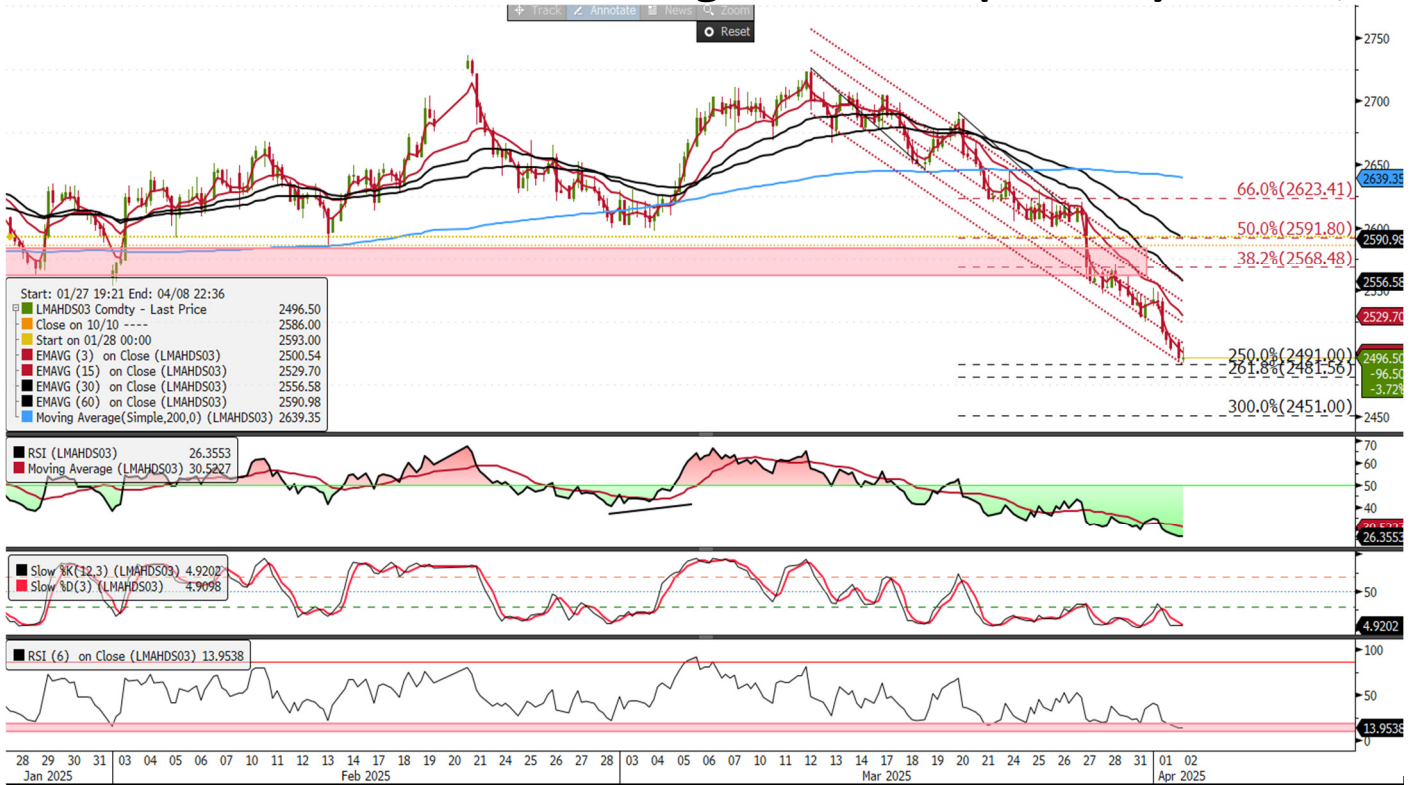 Track Annotate News Zoom
Reset
2750
2700
2650
2639.35
66.0%(2623.41)
2600
50.0%(2591.80)
2590.98
38.2%(2568.48)
2556.58
2550
2529.70
250.0%(2491.00)
2496.50
-96.50
-3.72%
261.8%(2481.56)
300.0%(2451.00)
2450
Start: 01/27 19:21 End: 04/08 22:36
LMAHDS03 Comdty - Last Price 2496.50
Close on 10/10 ---- 2586.00
Start on 01/28 00:00 2593.00
EMAVG (3) on Close (LMAHDS03) 2500.54
EMAVG (15) on Close (LMAHDS03) 2529.70
EMAVG (30) on Close (LMAHDS03) 2556.58
EMAVG (60) on Close (LMAHDS03) 2590.98
Moving Average(Simple,200,0) (LMAHDS03) 2639.35
RSI (LMAHDS03) 26.3553
Moving Average (LMAHDS03) 30.5227
70
60
50
40
30.5227
26.3553
Slow %K(12,3) (LMAHDS03) 4.9202
Slow %D(3) (LMAHDS03) 4.9098
50
4.9202
RSI (6) on Close (LMAHDS03) 13.9538
100
50
13.9538
0
28 29 30 31 03 04 05 06 07 10 11 12 13 14 17 18 19 20 21 24 25 26 27 28 03 04 05 06 07 10 11 12 13 14 17 18 19 20 21 24 25 26 27 28 31 01 02
Jan 2025 Feb 2025 Mar 2025 Apr 2025